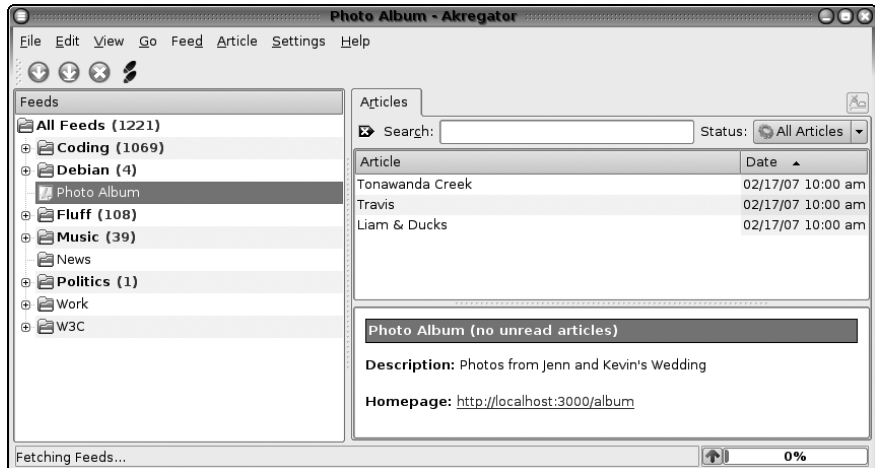 Photo Album - Akregator
File Edit View Go Feed Article Settings Help
Feeds
All Feeds (1221)
Coding (1069)
Debian (4)
Photo Album
Fluff (108)
Music (39)
News
Politics (1)
Work
W3C
Articles
Search:
Status: All Articles
Article Date
Tonawanda Creek 02/17/07 10:00 am
Travis 02/17/07 10:00 am
Liam & Ducks 02/17/07 10:00 am
Photo Album (no unread articles)
Description: Photos from Jenn and Kevin's Wedding
Homepage: http://localhost:3000/album
Fetching Feeds...
0%